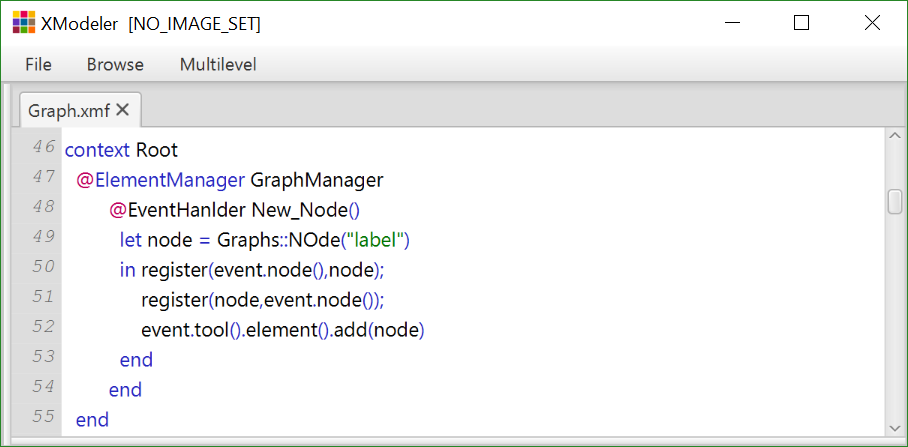 XModeler [NO_IMAGE_SET]
File Browse Multilevel
Graph.xmf
46 context Root
47 @ElementManager GraphManager
48 @EventHanlder New_Node()
49 let node = Graphs::NOde("label")
50 in register(event.node(),node);
51 register(node,event.node());
52 event.tool().element().add(node)
53 end
54 end
55 end